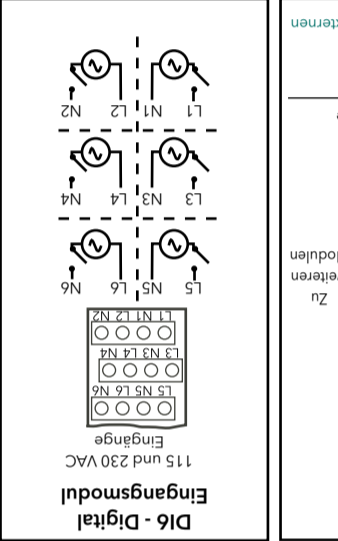 DI6 - Digital
Eingangsmodul
115 und 230 VAC
Eingänge
L5 N5 L6 N6
L3 N3 L4 N4
L1 N1 L2 N2
L5 N5 L6 N6
L3 N3 L4 N4
L1 N1 L2 N2
Zu